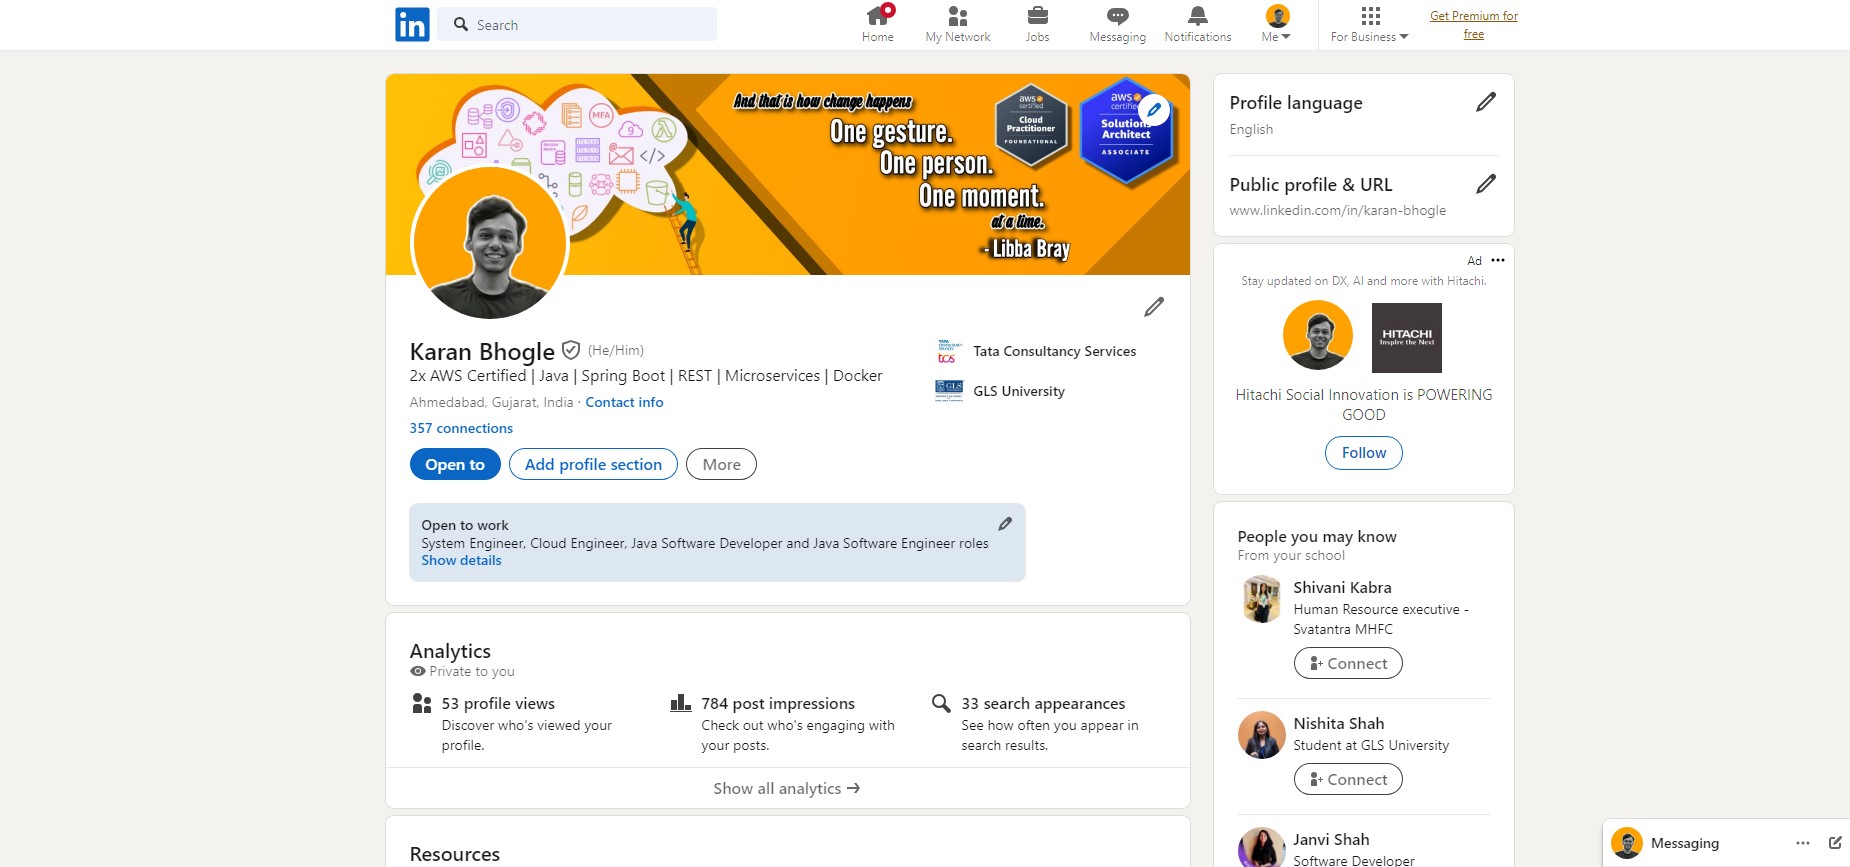 in
Search
Home
My Network
Jobs
Messaging
Notifications
Me
For Business
Get Premium for
free
And that is how change happens
One gesture.
One person.
One moment.
at a time.
- Libba Bray
MFA
</>
aws
certified
Cloud
Practitioner
FOUNDATIONAL
aws
certified
Solutions
Architect
ASSOCIATE
Karan Bhogle (He/Him)
2x AWS Certified | Java | Spring Boot | REST | Microservices | Docker
Ahmedabad, Gujarat, India · Contact info
357 connections
Open to
Add profile section
More
TATA
CONSULTANCY
SERVICES
tcs
Tata Consultancy Services
GLS
GLS University
Open to work
System Engineer, Cloud Engineer, Java Software Developer and Java Software Engineer roles
Show details
Analytics
Private to you
53 profile views
Discover who's viewed your
profile.
784 post impressions
Check out who's engaging with
your posts.
33 search appearances
See how often you appear in
search results.
Show all analytics →
Resources
Profile language
English
Public profile & URL
www.linkedin.com/in/karan-bhogle
Ad
Stay updated on DX, AI and more with Hitachi.
HITACHI
Inspire the Next
Hitachi Social Innovation is POWERING
GOOD
Follow
People you may know
From your school
Shivani Kabra
Human Resource executive -
Svatantra MHFC
Connect
Nishita Shah
Student at GLS University
Connect
Janvi Shah
Software Developer
Messaging